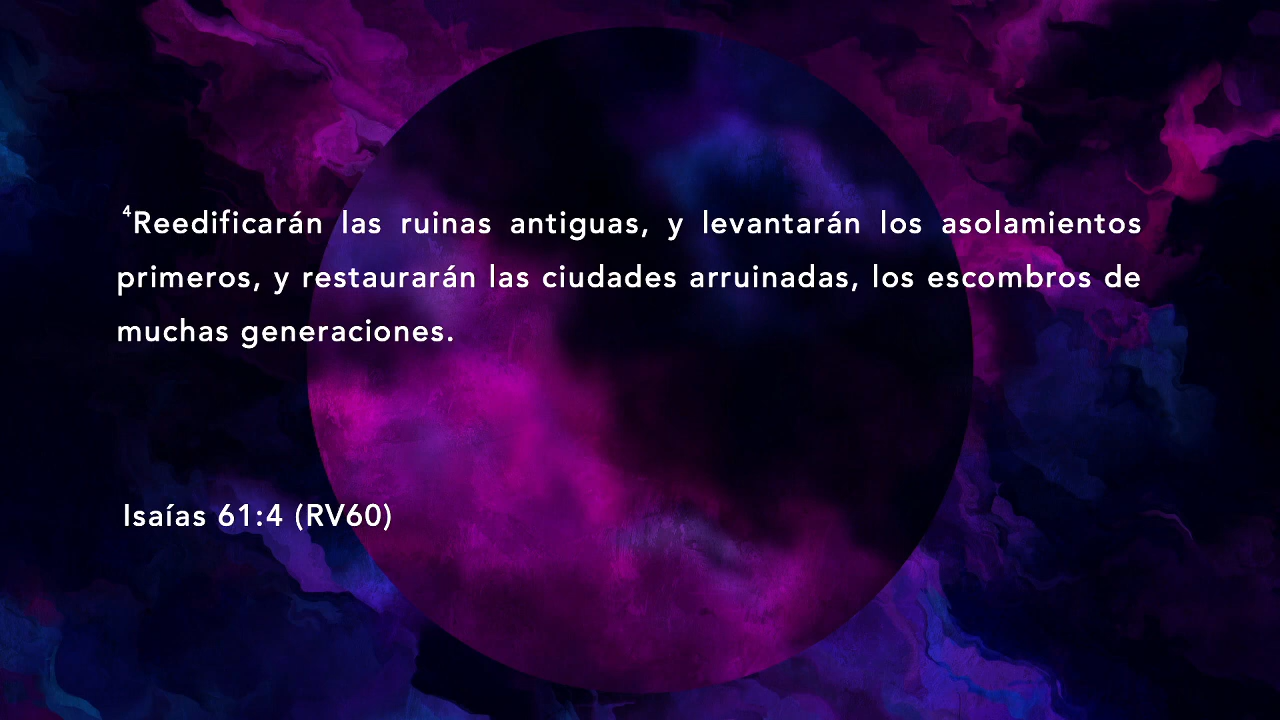 ⁴Reedificarán las ruinas antiguas, y levantarán los asolamientos
primeros, y restaurarán las ciudades arruinadas, los escombros de
muchas generaciones.
Isaías 61:4 (RV60)